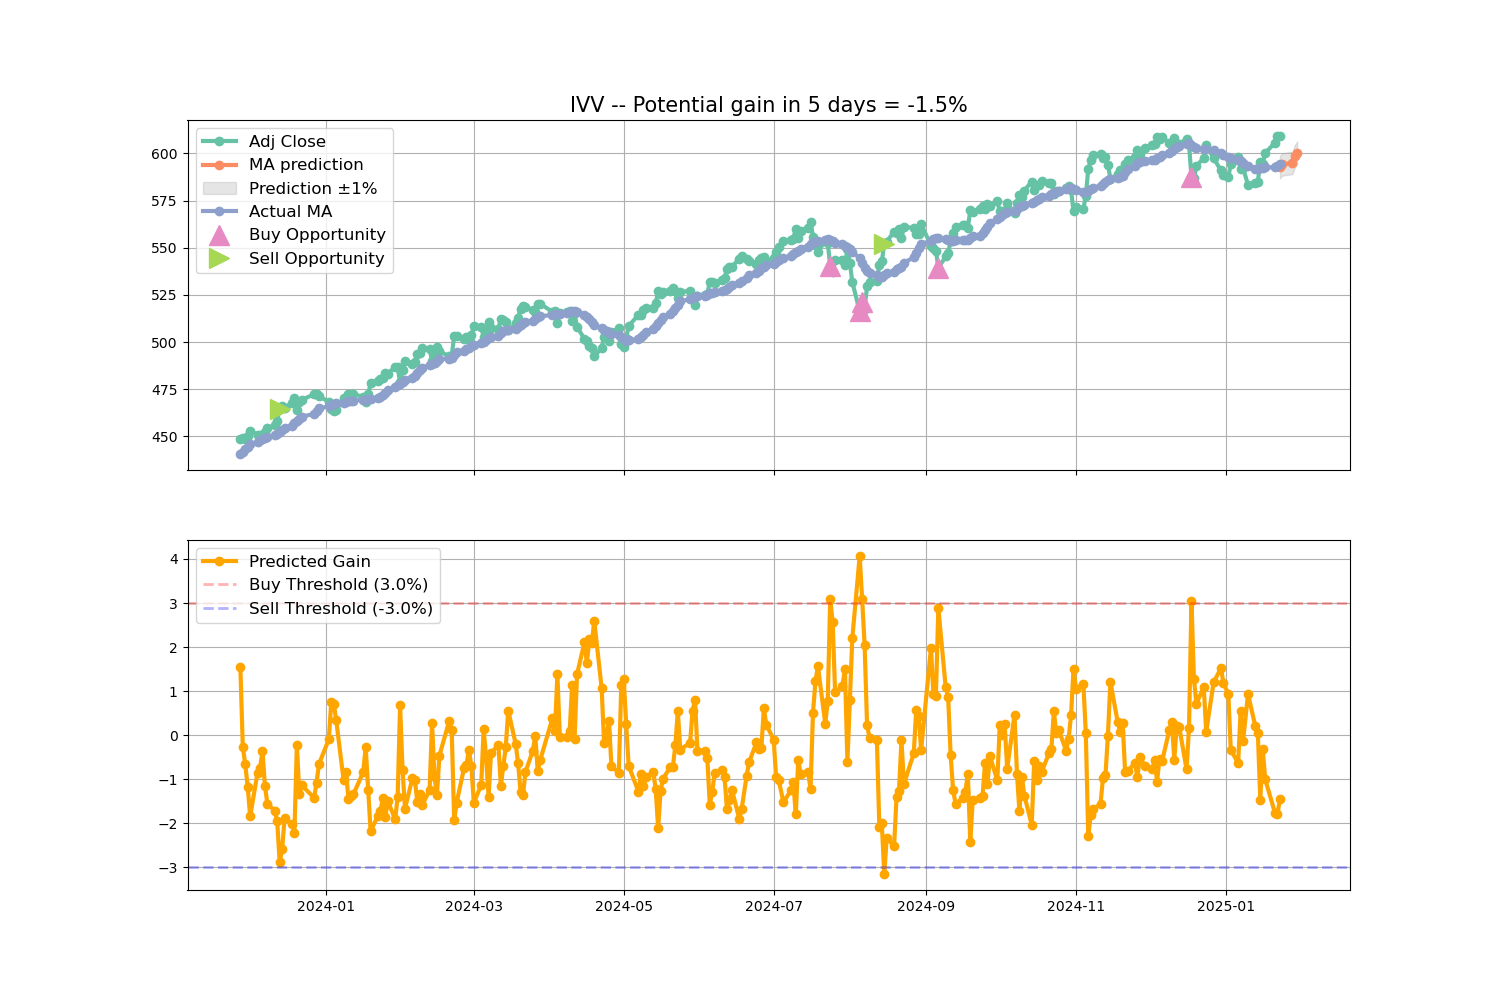 IVV -- Potential gain in 5 days = -1.5%
Adj Close
MA prediction
Prediction ±1%
Actual MA
Buy Opportunity
Sell Opportunity
600
575
550
525
500
475
450
Predicted Gain
Buy Threshold (3.0%)
Sell Threshold (-3.0%)
4
3
2
1
0
−1
−2
−3
2024-01
2024-03
2024-05
2024-07
2024-09
2024-11
2025-01